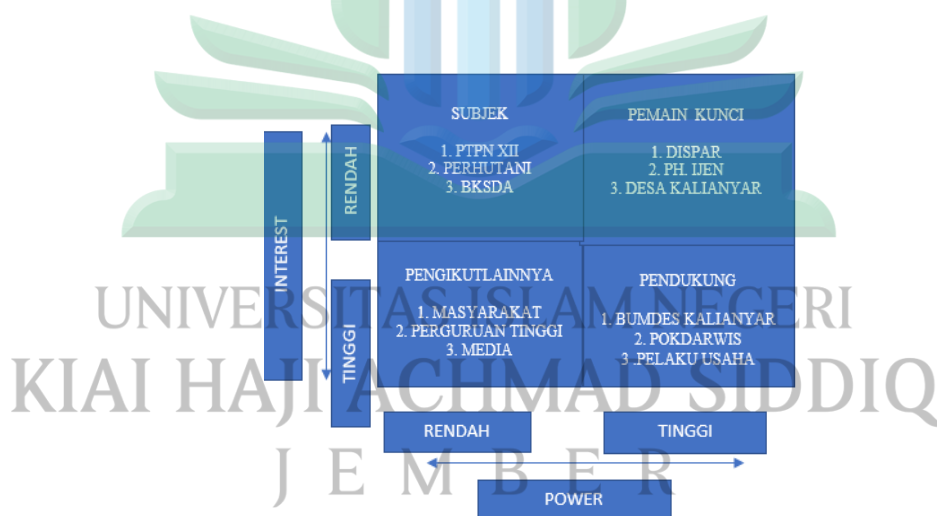 SUBJEK
1. PTPN XII
2. PERHUTANI
3. BKSDA
PEMAIN KUNCI
1. DISPAR
2. PH. IJEN
3. DESA KALIANYAR
PENGIKUTLAINNYA
1. MASYARAKAT
2. PERGURUAN TINGGI
3. MEDIA
PENDUKUNG
1. BUMDES KALIANYAR
2. POKDARWIS
3 .PELAKU USAHA
INTEREST
RENDAH
TINGGI
RENDAH
TINGGI
POWER
UNIVERSITAS ISLAM NEGERI
KIAI HAJI ACHMAD SIDDIQ
JEMBER